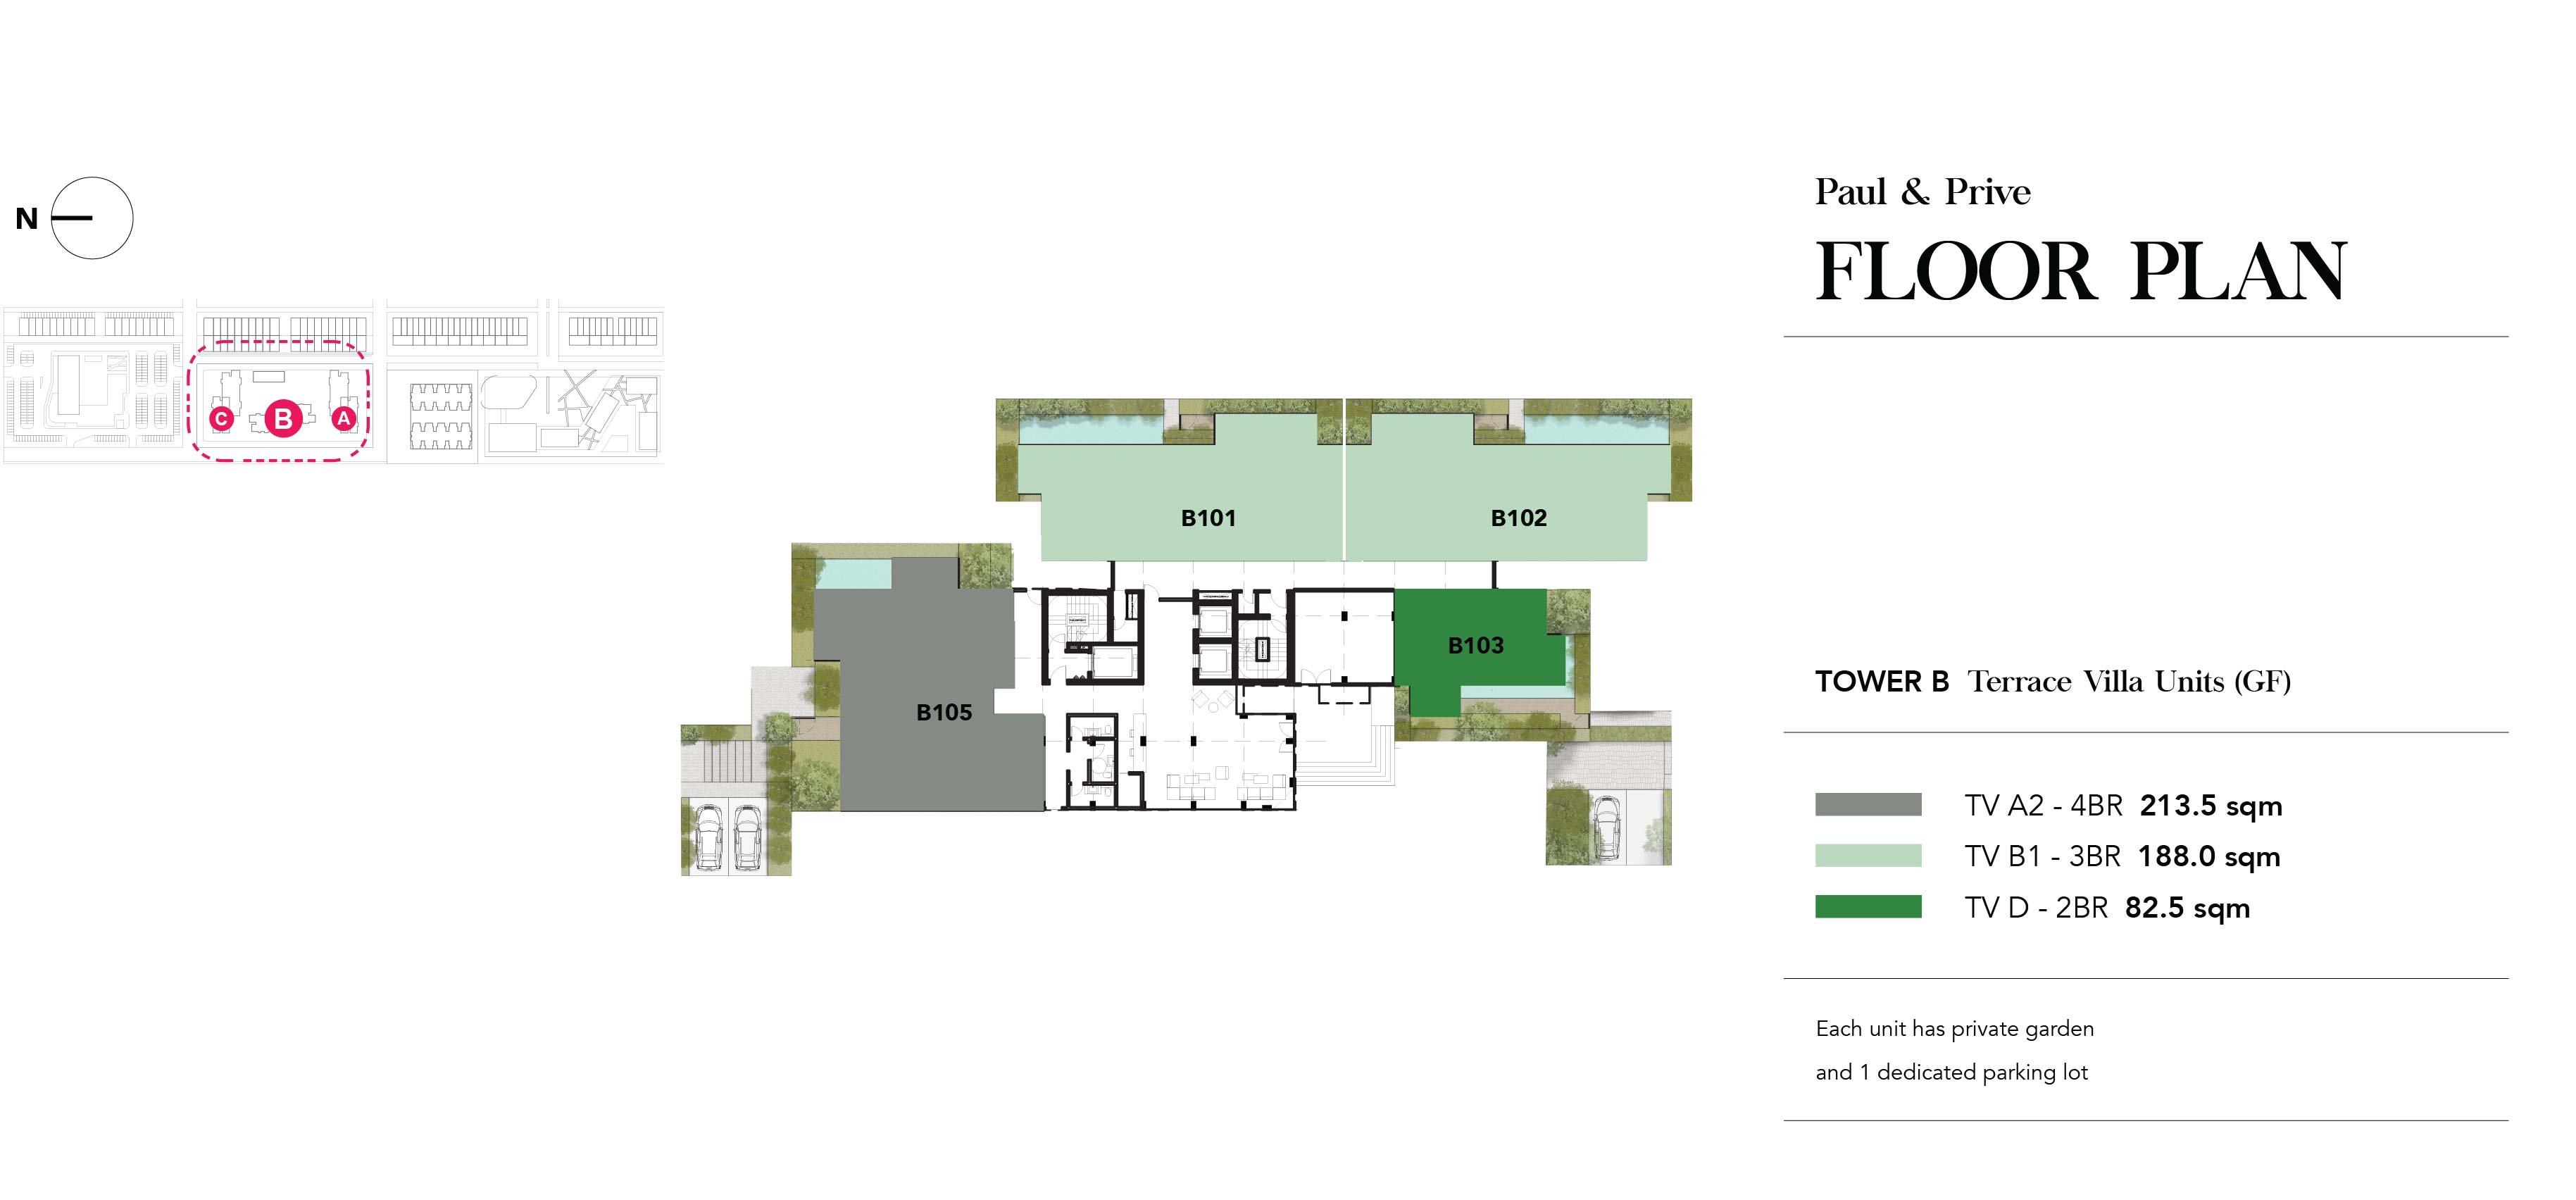 N
C
B
A
B101
B102
B103
B105
Paul & Prive
FLOOR PLAN
TOWER B Terrace Villa Units (GF)
TV A2 - 4BR 213.5 sqm
TV B1 - 3BR 188.0 sqm
TV D - 2BR 82.5 sqm
Each unit has private garden
and 1 dedicated parking lot